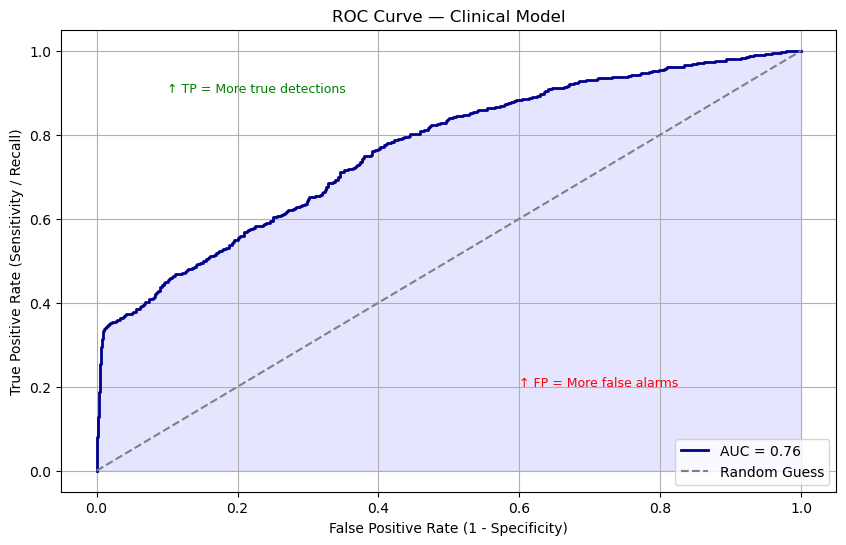 ROC Curve — Clinical Model
True Positive Rate (Sensitivity / Recall)
1.0
0.8
0.6
0.4
0.2
0.0
↑ TP = More true detections
↑ FP = More false alarms
AUC = 0.76
Random Guess
0.0 0.2 0.4 0.6 0.8 1.0
False Positive Rate (1 - Specificity)